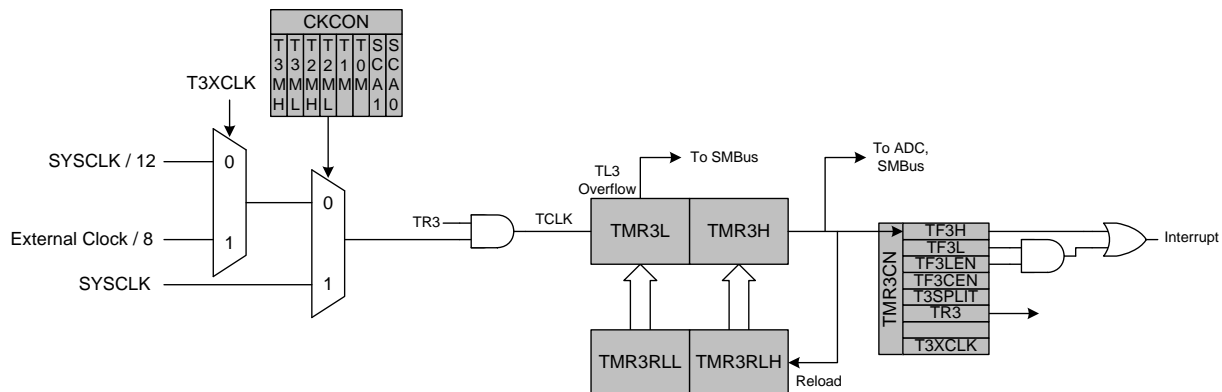 CKCON
T3MH
T3ML
T2MH
T2ML
T1M
T0M
SCA1
SCA0
T3XCLK
SYSCLK / 12
0
External Clock / 8
1
SYSCLK
0
1
TR3
TCLK
TL3
Overflow
To SMBus
TMR3L
TMR3H
To ADC,
SMBus
TMR3RLL
TMR3RLH
Reload
TMR3CN
TF3H
TF3L
TF3LEN
TF3CEN
T3SPLIT
TR3
T3XCLK
Interrupt